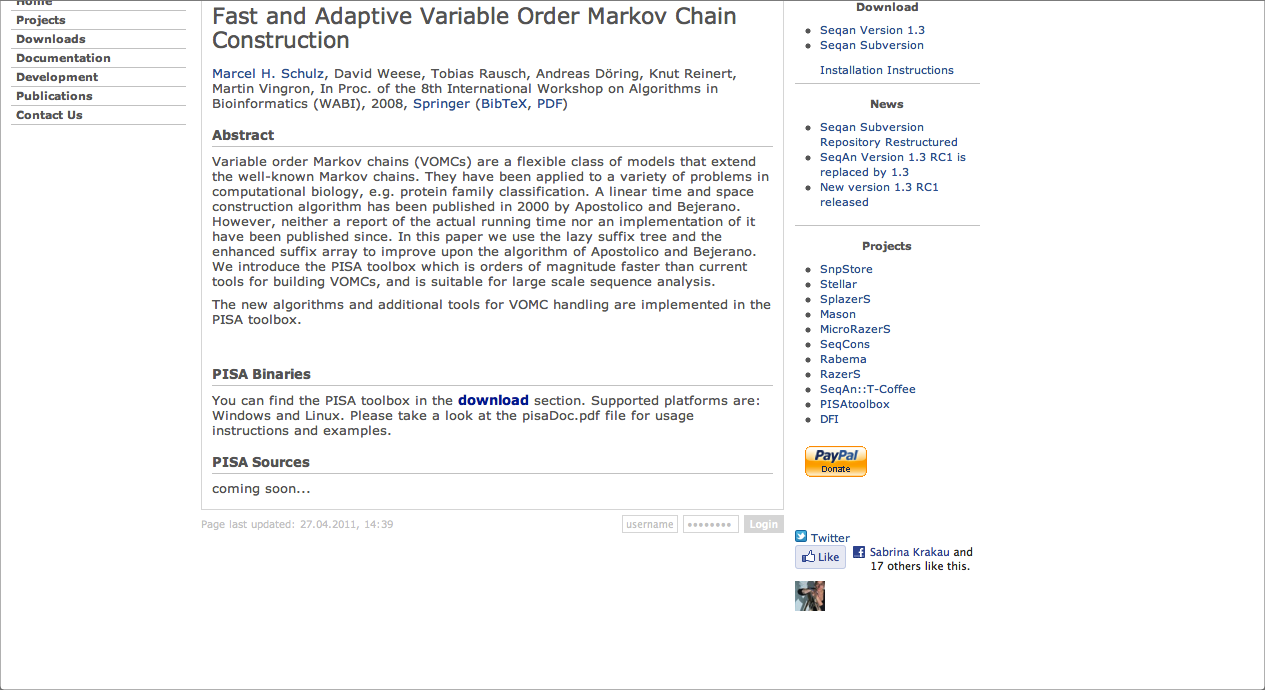 Home
Projects
Downloads
Documentation
Development
Publications
Contact Us
Fast and Adaptive Variable Order Markov Chain
Construction
Marcel H. Schulz, David Weese, Tobias Rausch, Andreas Döring, Knut Reinert,
Martin Vingron, In Proc. of the 8th International Workshop on Algorithms in
Bioinformatics (WABI), 2008, Springer (BibTeX, PDF)
Abstract
Variable order Markov chains (VOMCs) are a flexible class of models that extend
the well-known Markov chains. They have been applied to a variety of problems in
computational biology, e.g. protein family classification. A linear time and space
construction algorithm has been published in 2000 by Apostolico and Bejerano.
However, neither a report of the actual running time nor an implementation of it
have been published since. In this paper we use the lazy suffix tree and the
enhanced suffix array to improve upon the algorithm of Apostolico and Bejerano.
We introduce the PISA toolbox which is orders of magnitude faster than current
tools for building VOMCs, and is suitable for large scale sequence analysis.
The new algorithms and additional tools for VOMC handling are implemented in the
PISA toolbox.
PISA Binaries
You can find the PISA toolbox in the download section. Supported platforms are:
Windows and Linux. Please take a look at the pisaDoc.pdf file for usage
instructions and examples.
PISA Sources
coming soon...
Page last updated: 27.04.2011, 14:39
username
••••••••
Login
Download
Seqan Version 1.3
Seqan Subversion
Installation Instructions
News
Seqan Subversion
Repository Restructured
SeqAn Version 1.3 RC1 is
replaced by 1.3
New version 1.3 RC1
released
Projects
SnpStore
Stellar
SplazerS
Mason
MicroRazerS
SeqCons
Rabema
RazerS
SeqAn::T-Coffee
PISAtoolbox
DFI
PayPal
Donate
Twitter
Like
Sabrina Krakau and
17 others like this.